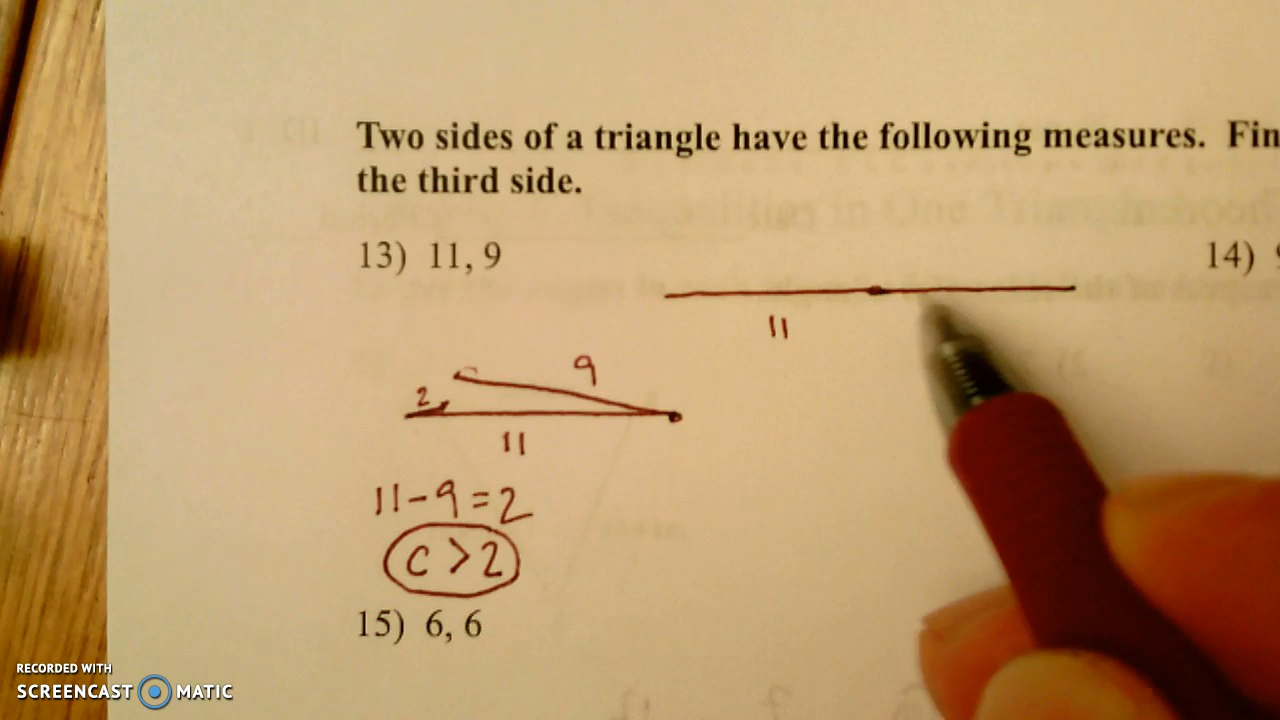 Two sides of a triangle have the following measures. Fin
the third side.
13) 11, 9
14)
11
9
2
11
11-9=2
c > 2
15) 6, 6
RECORDED WITH
SCREENCAST MATIC